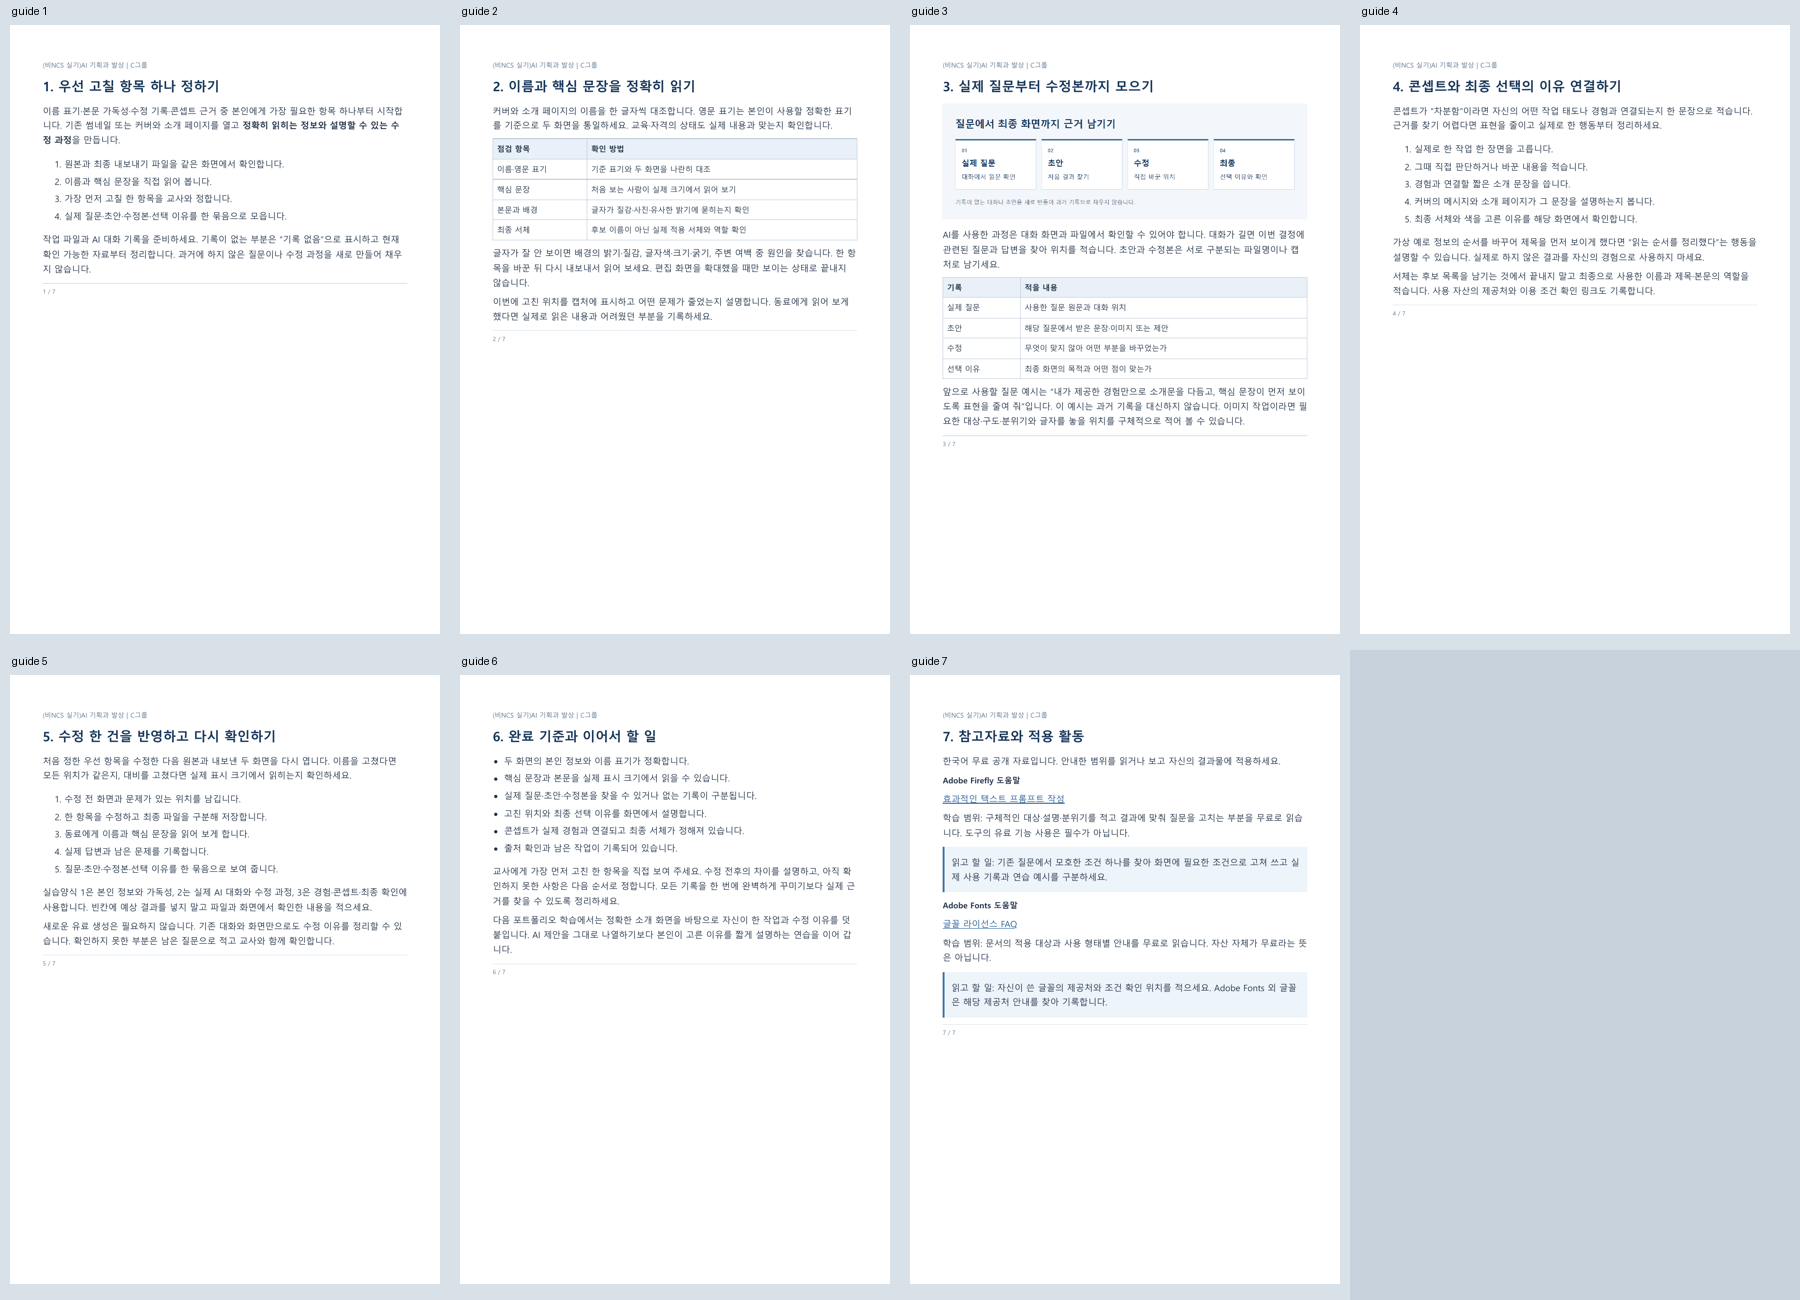 guide 1
(비NCS 실기)AI 기획과 발상 | C그룹
1. 우선 고칠 항목 하나 정하기
이름 표기·본문 가독성·수정 기록·콘셉트 근거 중 본인에게 가장 필요한 항목 하나부터 시작합
니다. 기존 썸네일 또는 커버와 소개 페이지를 열고 정확히 읽히는 정보와 설명할 수 있는 수
정 과정을 만듭니다.
1. 원본과 최종 내보내기 파일을 같은 화면에서 확인합니다.
2. 이름과 핵심 문장을 직접 읽어 봅니다.
3. 가장 먼저 고칠 한 항목을 교사와 정합니다.
4. 실제 질문·초안·수정본·선택 이유를 한 묶음으로 모읍니다.
작업 파일과 AI 대화 기록을 준비하세요. 기록이 없는 부분은 “기록 없음”으로 표시하고 현재
확인 가능한 자료부터 정리합니다. 과거에 하지 않은 질문이나 수정 과정을 새로 만들어 채우
지 않습니다.
1 / 7
guide 2
(비NCS 실기)AI 기획과 발상 | C그룹
2. 이름과 핵심 문장을 정확히 읽기
커버와 소개 페이지의 이름을 한 글자씩 대조합니다. 영문 표기는 본인이 사용할 정확한 표기
를 기준으로 두 화면을 통일하세요. 교육·자격의 상태도 실제 내용과 맞는지 확인합니다.
점검 항목 확인 방법
이름·영문 표기 기준 표기와 두 화면을 나란히 대조
핵심 문장 처음 보는 사람이 실제 크기에서 읽어 보기
본문과 배경 글자가 질감·사진·유사한 밝기에 묻히는지 확인
최종 서체 후보 이름이 아닌 실제 적용 서체와 역할 확인
글자가 잘 안 보이면 배경의 밝기·질감, 글자색·크기·굵기, 주변 여백 중 원인을 찾습니다. 한 항
목을 바꾼 뒤 다시 내보내서 읽어 보세요. 편집 화면을 확대했을 때만 보이는 상태로 끝내지
않습니다.
이번에 고친 위치를 캡처에 표시하고 어떤 문제가 줄었는지 설명합니다. 동료에게 읽어 보게
했다면 실제로 읽은 내용과 어려웠던 부분을 기록하세요.
2 / 7
guide 3
(비NCS 실기)AI 기획과 발상 | C그룹
3. 실제 질문부터 수정본까지 모으기
질문에서 최종 화면까지 근거 남기기
01
실제 질문
대화에서 원문 확인
02
초안
처음 결과 찾기
03
수정
직접 바꾼 위치
04
최종
선택 이유와 확인
기록이 없는 대화나 초안을 새로 만들어 과거 기록으로 채우지 않습니다.
AI를 사용한 과정은 대화 화면과 파일에서 확인할 수 있어야 합니다. 대화가 길면 이번 결정에
관련된 질문과 답변을 찾아 위치를 적습니다. 초안과 수정본은 서로 구분되는 파일명이나 캡
처로 남기세요.
기록 적을 내용
실제 질문 사용한 질문 원문과 대화 위치
초안 해당 질문에서 받은 문장·이미지 또는 제안
수정 무엇이 맞지 않아 어떤 부분을 바꾸었는가
선택 이유 최종 화면의 목적과 어떤 점이 맞는가
앞으로 사용할 질문 예시는 “내가 제공한 경험만으로 소개문을 다듬고, 핵심 문장이 먼저 보이
도록 표현을 줄여 줘”입니다. 이 예시는 과거 기록을 대신하지 않습니다. 이미지 작업이라면 필
요한 대상·구도·분위기와 글자를 놓을 위치를 구체적으로 적어 볼 수 있습니다.
3 / 7
guide 4
(비NCS 실기)AI 기획과 발상 | C그룹
4. 콘셉트와 최종 선택의 이유 연결하기
콘셉트가 “차분함”이라면 자신의 어떤 작업 태도나 경험과 연결되는지 한 문장으로 적습니다.
근거를 찾기 어렵다면 표현을 줄이고 실제로 한 행동부터 정리하세요.
1. 실제로 한 작업 한 장면을 고릅니다.
2. 그때 직접 판단하거나 바꾼 내용을 적습니다.
3. 경험과 연결할 짧은 소개 문장을 씁니다.
4. 커버의 메시지와 소개 페이지가 그 문장을 설명하는지 봅니다.
5. 최종 서체와 색을 고른 이유를 해당 화면에서 확인합니다.
가상 예로 정보의 순서를 바꾸어 제목을 먼저 보이게 했다면 “읽는 순서를 정리했다”는 행동을
설명할 수 있습니다. 실제로 하지 않은 결과를 자신의 경험으로 사용하지 마세요.
서체는 후보 목록을 남기는 것에서 끝내지 말고 최종으로 사용한 이름과 제목·본문의 역할을
적습니다. 사용 자산의 제공처와 이용 조건 확인 링크도 기록합니다.
4 / 7
guide 5
(비NCS 실기)AI 기획과 발상 | C그룹
5. 수정 한 건을 반영하고 다시 확인하기
처음 정한 우선 항목을 수정한 다음 원본과 내보낸 두 화면을 다시 엽니다. 이름을 고쳤다면
모든 위치가 같은지, 대비를 고쳤다면 실제 표시 크기에서 읽히는지 확인하세요.
1. 수정 전 화면과 문제가 있는 위치를 남깁니다.
2. 한 항목을 수정하고 최종 파일을 구분해 저장합니다.
3. 동료에게 이름과 핵심 문장을 읽어 보게 합니다.
4. 실제 답변과 남은 문제를 기록합니다.
5. 질문·초안·수정본·선택 이유를 한 묶음으로 보여 줍니다.
실습양식 1은 본인 정보와 가독성, 2는 실제 AI 대화와 수정 과정, 3은 경험·콘셉트·최종 확인에
사용합니다. 빈칸에 예상 결과를 넣지 말고 파일과 화면에서 확인한 내용을 적으세요.
새로운 유료 생성은 필요하지 않습니다. 기존 대화와 화면만으로도 수정 이유를 정리할 수 있
습니다. 확인하지 못한 부분은 남은 질문으로 적고 교사와 함께 확인합니다.
5 / 7
guide 6
(비NCS 실기)AI 기획과 발상 | C그룹
6. 완료 기준과 이어서 할 일
• 두 화면의 본인 정보와 이름 표기가 정확합니다.
• 핵심 문장과 본문을 실제 표시 크기에서 읽을 수 있습니다.
• 실제 질문·초안·수정본을 찾을 수 있거나 없는 기록이 구분됩니다.
• 고친 위치와 최종 선택 이유를 화면에서 설명합니다.
• 콘셉트가 실제 경험과 연결되고 최종 서체가 정해져 있습니다.
• 출처 확인과 남은 작업이 기록되어 있습니다.
교사에게 가장 먼저 고친 한 항목을 직접 보여 주세요. 수정 전후의 차이를 설명하고, 아직 확
인하지 못한 사항은 다음 순서로 정합니다. 모든 기록을 한 번에 완벽하게 꾸미기보다 실제 근
거를 찾을 수 있도록 정리하세요.
다음 포트폴리오 학습에서는 정확한 소개 화면을 바탕으로 자신이 한 작업과 수정 이유를 덧
붙입니다. AI 제안을 그대로 나열하기보다 본인이 고른 이유를 짧게 설명하는 연습을 이어 갑
니다.
6 / 7
guide 7
(비NCS 실기)AI 기획과 발상 | C그룹
7. 참고자료와 적용 활동
한국어 무료 공개 자료입니다. 안내한 범위를 읽거나 보고 자신의 결과물에 적용하세요.
Adobe Firefly 도움말
효과적인 텍스트 프롬프트 작성
학습 범위: 구체적인 대상·설명·분위기를 적고 결과에 맞춰 질문을 고치는 부분을 무료로 읽습
니다. 도구의 유료 기능 사용은 필수가 아닙니다.
읽고 할 일: 기존 질문에서 모호한 조건 하나를 찾아 화면에 필요한 조건으로 고쳐 쓰고 실
제 사용 기록과 연습 예시를 구분하세요.
Adobe Fonts 도움말
글꼴 라이선스 FAQ
학습 범위: 문서의 적용 대상과 사용 형태별 안내를 무료로 읽습니다. 자산 자체가 무료라는 뜻
은 아닙니다.
읽고 할 일: 자신이 쓴 글꼴의 제공처와 조건 확인 위치를 적으세요. Adobe Fonts 외 글꼴
은 해당 제공처 안내를 찾아 기록합니다.
7 / 7